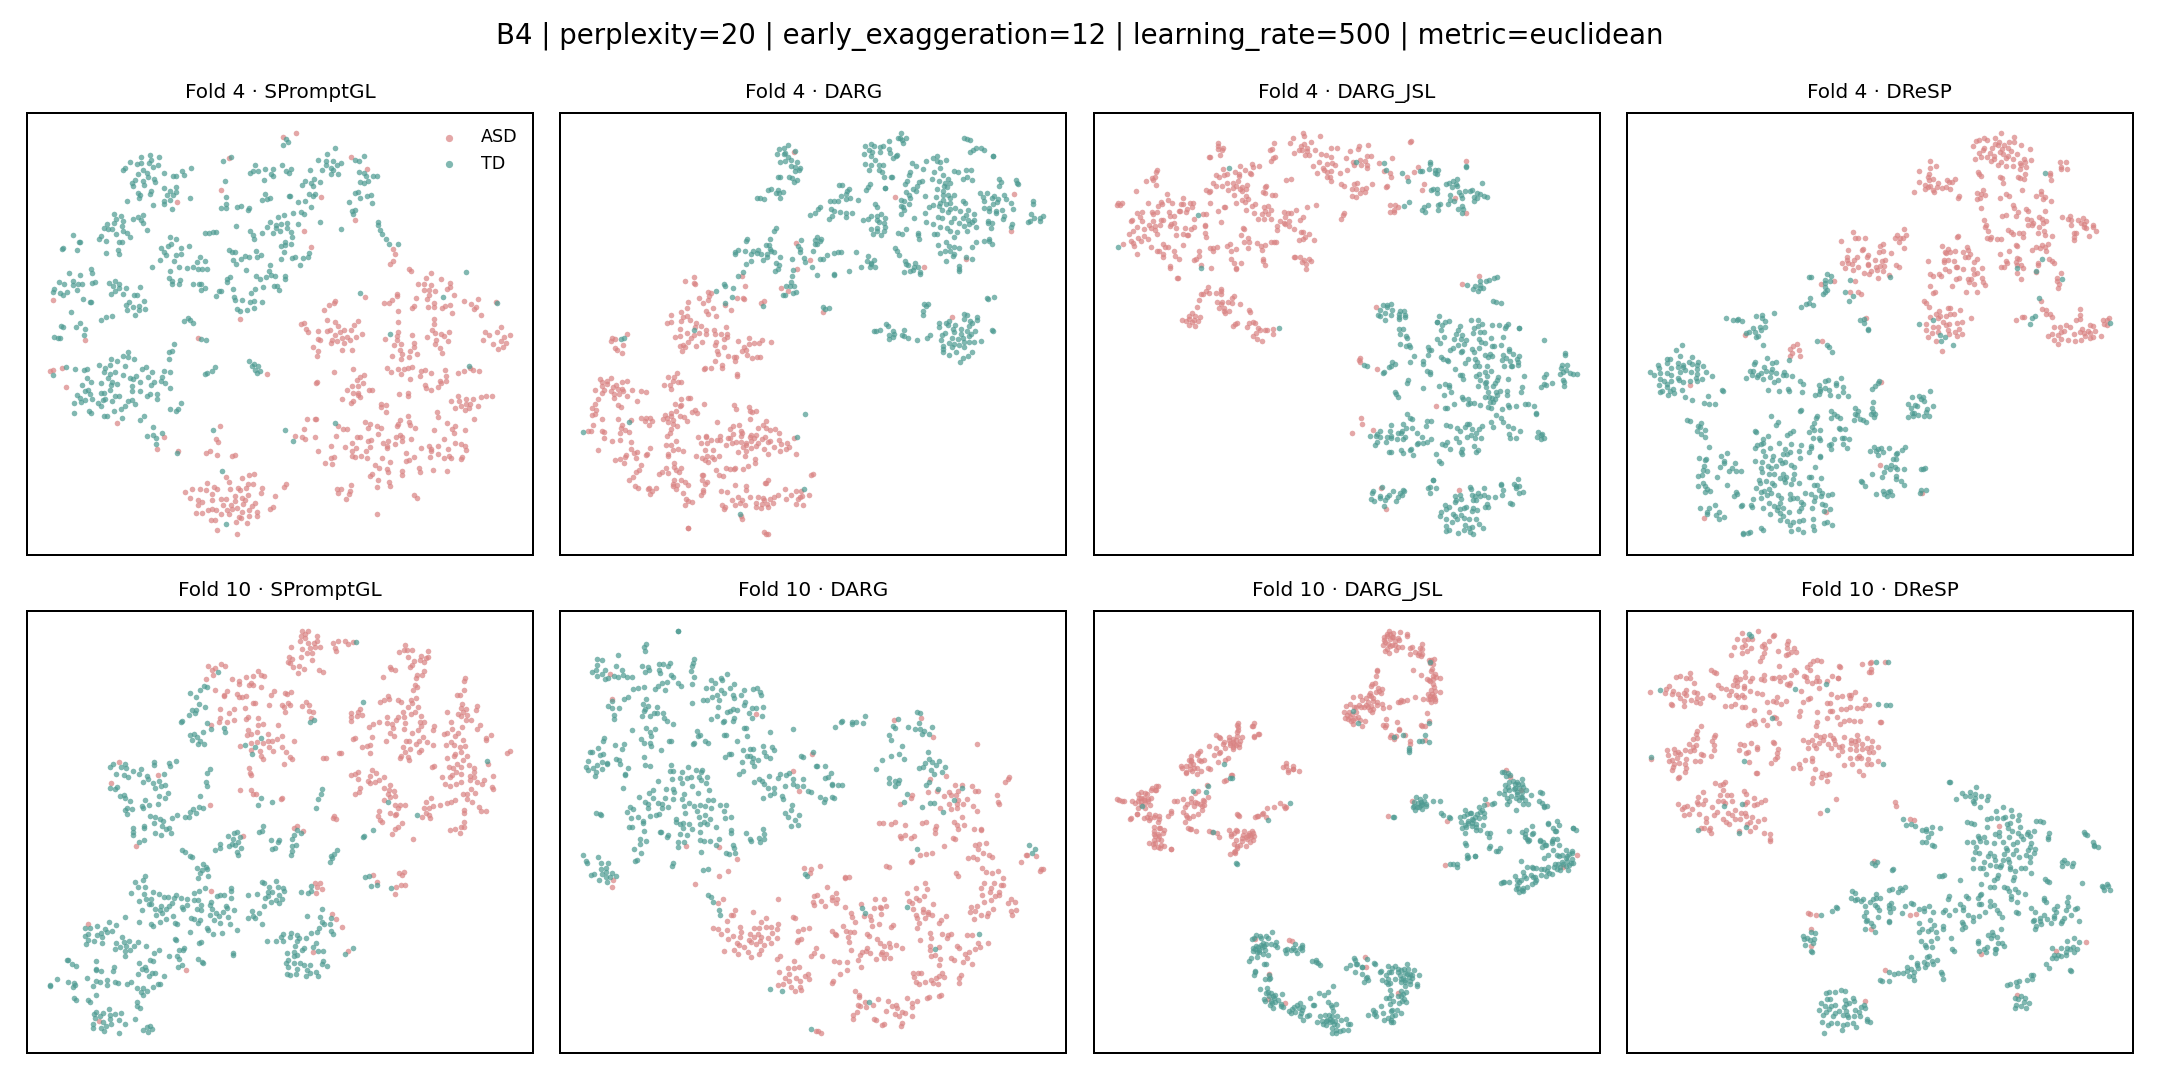 B4 | perplexity=20 | early_exaggeration=12 | learning_rate=500 | metric=euclidean
Fold 4 · SPromptGL
Fold 4 · DARG
Fold 4 · DARG_JSL
Fold 4 · DReSP
ASD
TD
Fold 10 · SPromptGL
Fold 10 · DARG
Fold 10 · DARG_JSL
Fold 10 · DReSP